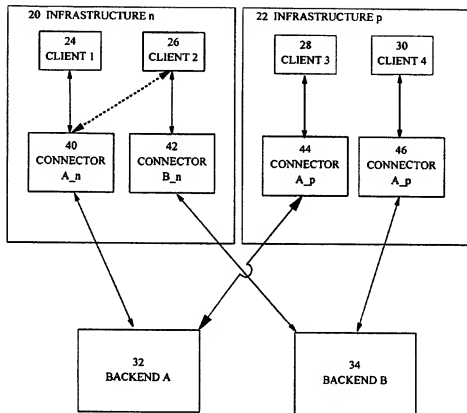 20 INFRASTRUCTURE n
22 INFRASTRUCTURE p
24
CLIENT 1
26
CLIENT 2
28
CLIENT 3
30
CLIENT 4
40
CONNECTOR
A_n
42
CONNECTOR
B_n
44
CONNECTOR
A_p
46
CONNECTOR
A_p
32
BACKEND A
34
BACKEND B